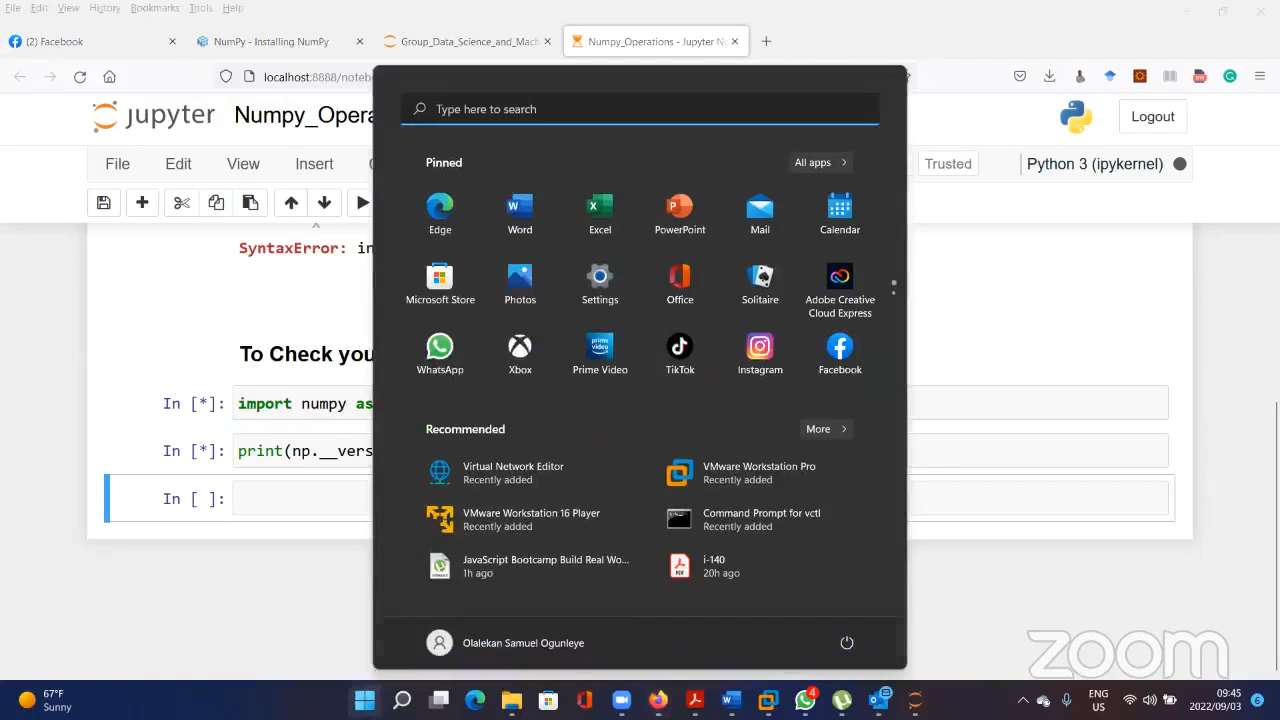 File Edit View History Bookmarks Tools Help
(2) Facebook
NumPy - Installing NumPy
Group_Data_Science_and_Mach
Numpy_Operations - Jupyter No
localhost:8888/noteb
jupyter Numpy_Opera
Logout
File Edit View Insert
Trusted
Python 3 (ipykernel)
SyntaxError: in
To Check you
In [*]: import numpy as
In [*]: print(np.__vers
In [ ]:
Type here to search
Pinned
All apps
Edge
Word
Excel
PowerPoint
Mail
Calendar
Microsoft Store
Photos
Settings
Office
Solitaire
Adobe Creative
Cloud Express
WhatsApp
Xbox
prime
video
Prime Video
TikTok
Instagram
Facebook
Recommended
More
Virtual Network Editor
Recently added
VMware Workstation Pro
Recently added
VMware Workstation 16 Player
Recently added
Command Prompt for vctl
Recently added
JavaScript Bootcamp Build Real Wo...
1h ago
PDF
i-140
20h ago
Olalekan Samuel Ogunleye
zoom
67°F
Sunny
4
ENG
US
09:45
2022/09/03